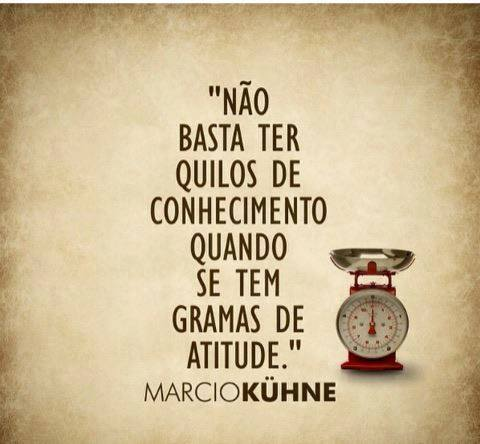 "NÃO
BASTA TER
QUILOS DE
CONHECIMENTO
QUANDO
SE TEM
GRAMAS DE
ATITUDE."
MARCIOKÜHNE